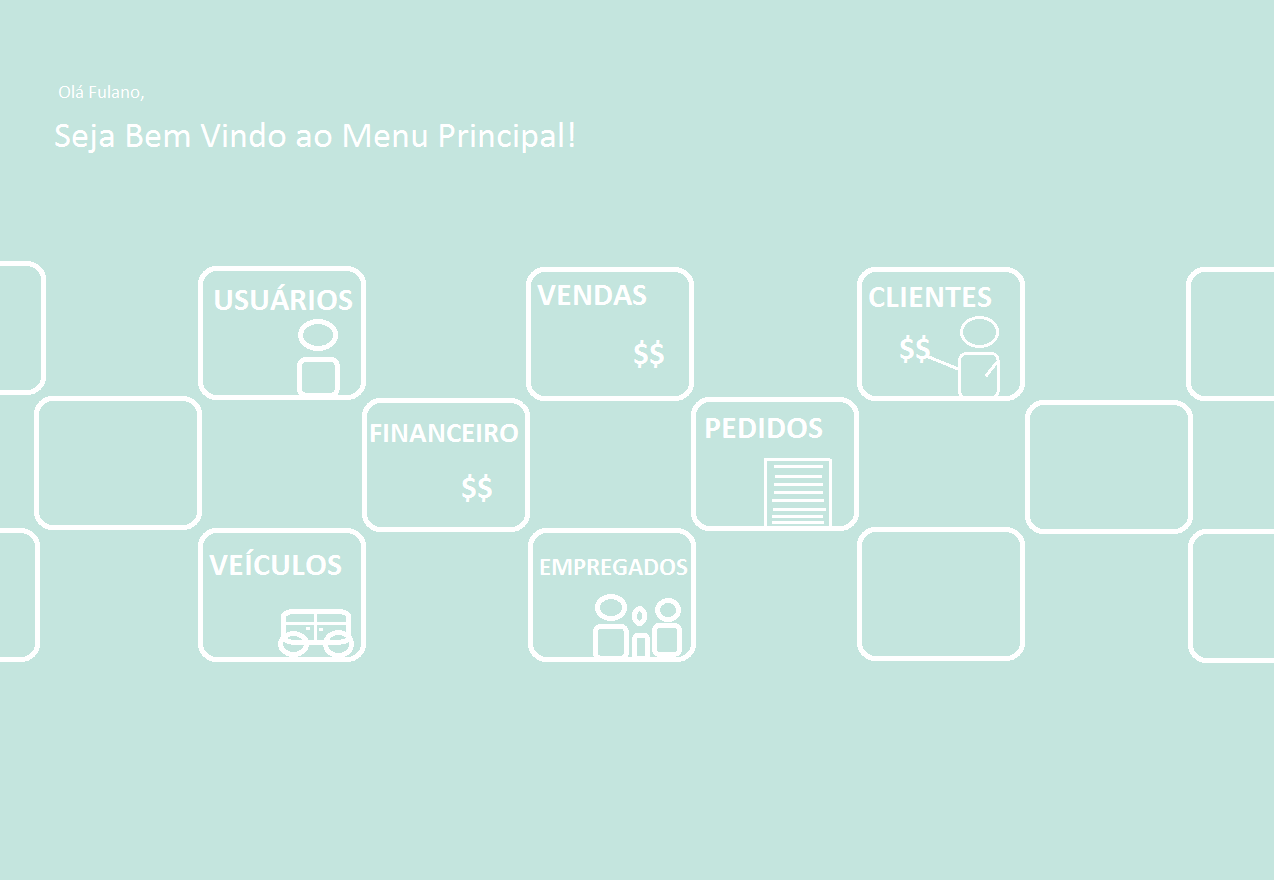 Olá Fulano,
Seja Bem Vindo ao Menu Principal!
USUÁRIOS
VENDAS
$$
CLIENTES
$$
FINANCEIRO
$$
PEDIDOS
VEÍCULOS
EMPREGADOS